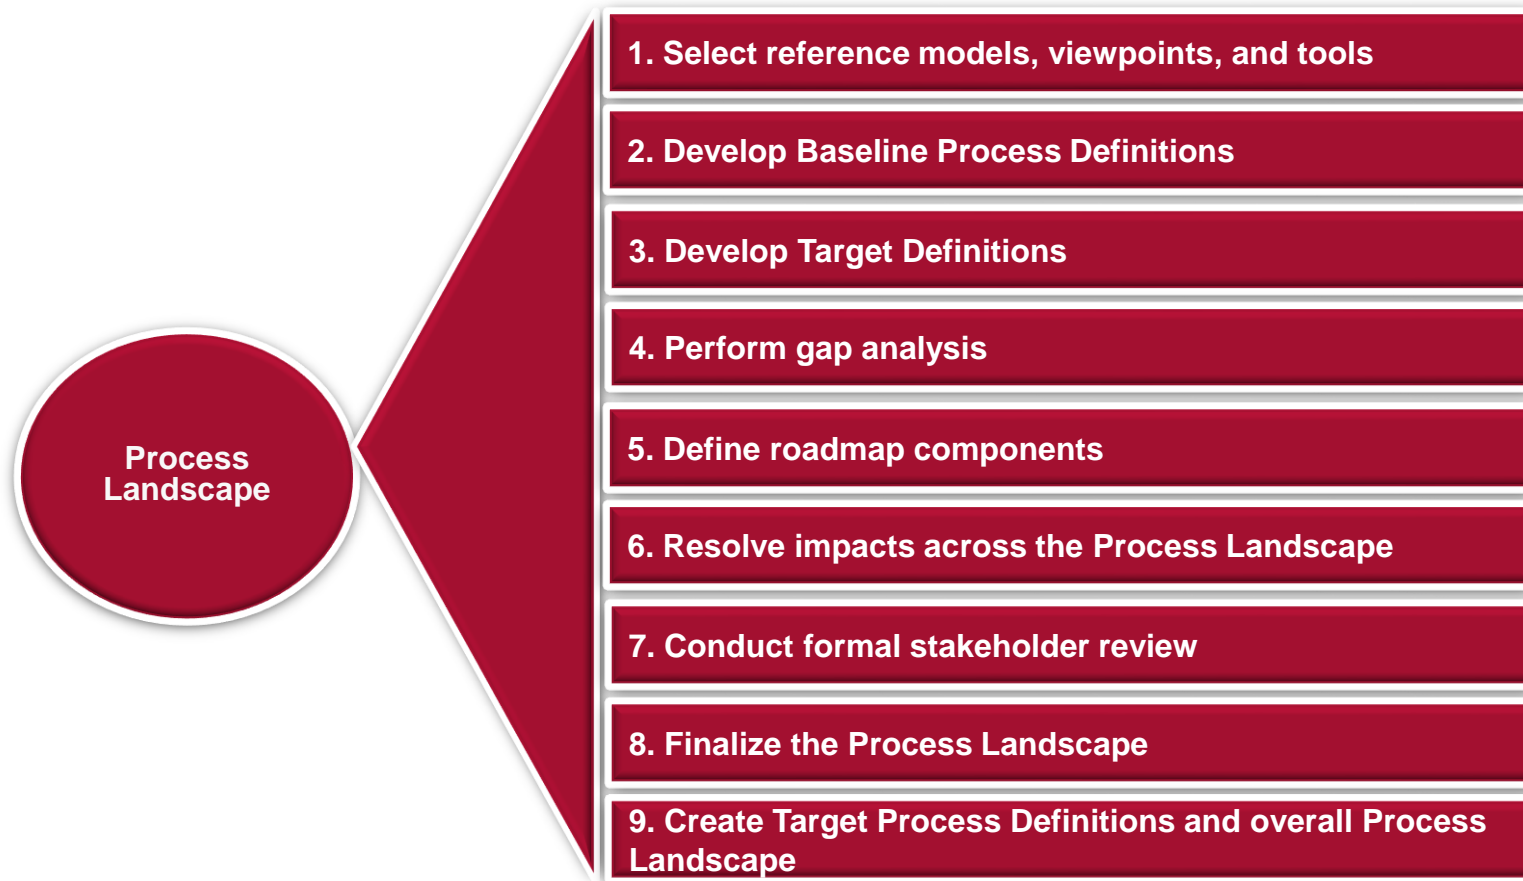 Process
Landscape
1. Select reference models, viewpoints, and tools
2. Develop Baseline Process Definitions
3. Develop Target Definitions
4. Perform gap analysis
5. Define roadmap components
6. Resolve impacts across the Process Landscape
7. Conduct formal stakeholder review
8. Finalize the Process Landscape
9. Create Target Process Definitions and overall Process
Landscape